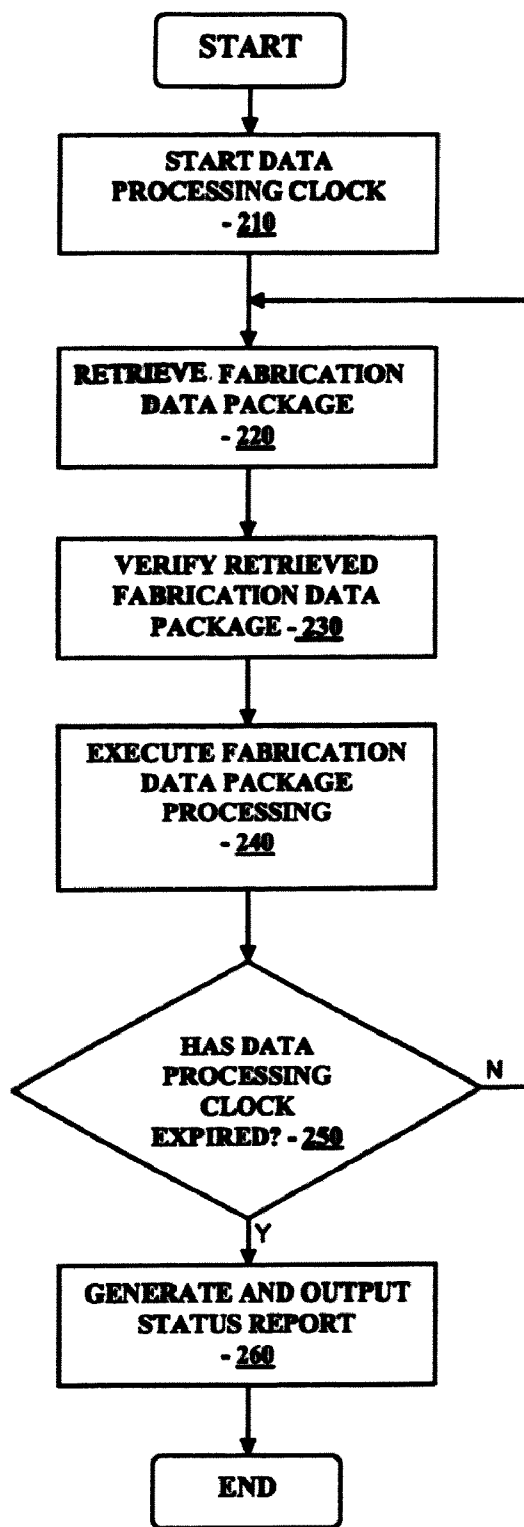 START
START DATA
PROCESSING CLOCK
- 210
RETRIEVE. FABRICATION
DATA PACKAGE
- 220
VERIFY RETRIEVED
FABRICATION DATA
PACKAGE - 230
EXECUTE FABRICATION
DATA PACKAGE
PROCESSING
- 240
HAS DATA
PROCESSING
CLOCK
EXPIRED? - 250
N
Y
GENERATE AND OUTPUT
STATUS REPORT
- 260
END